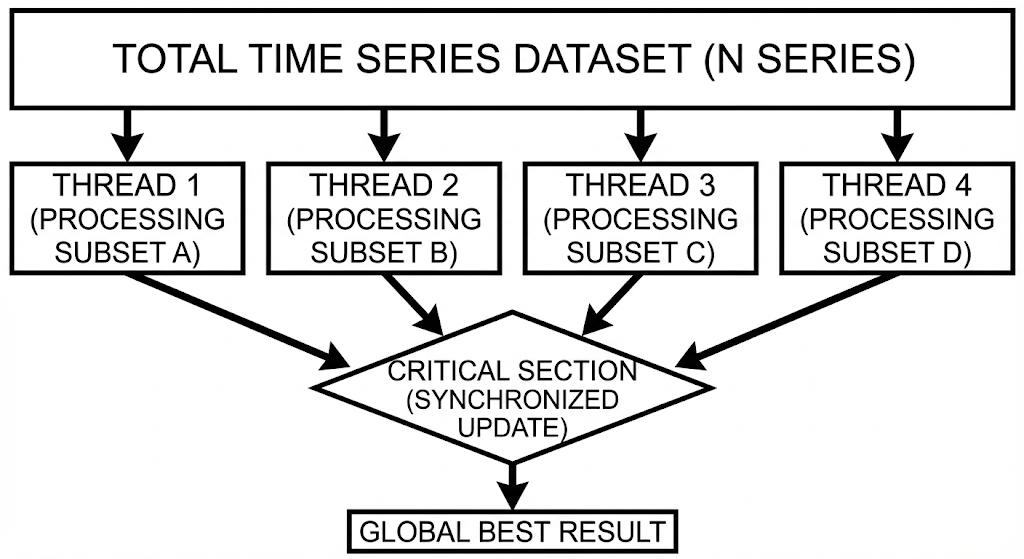 TOTAL TIME SERIES DATASET (N SERIES)
THREAD 1
(PROCESSING
SUBSET A)
THREAD 2
(PROCESSING
SUBSET B)
THREAD 3
(PROCESSING
SUBSET C)
THREAD 4
(PROCESSING
SUBSET D)
CRITICAL SECTION
(SYNCHRONIZED
UPDATE)
GLOBAL BEST RESULT